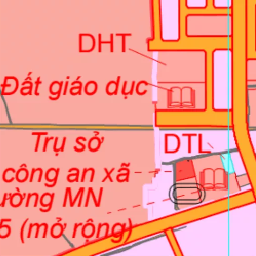 DHT
Đất giáo dục
Trụ sở
DTL
công an xã
ường MN
5 (mở rộng)